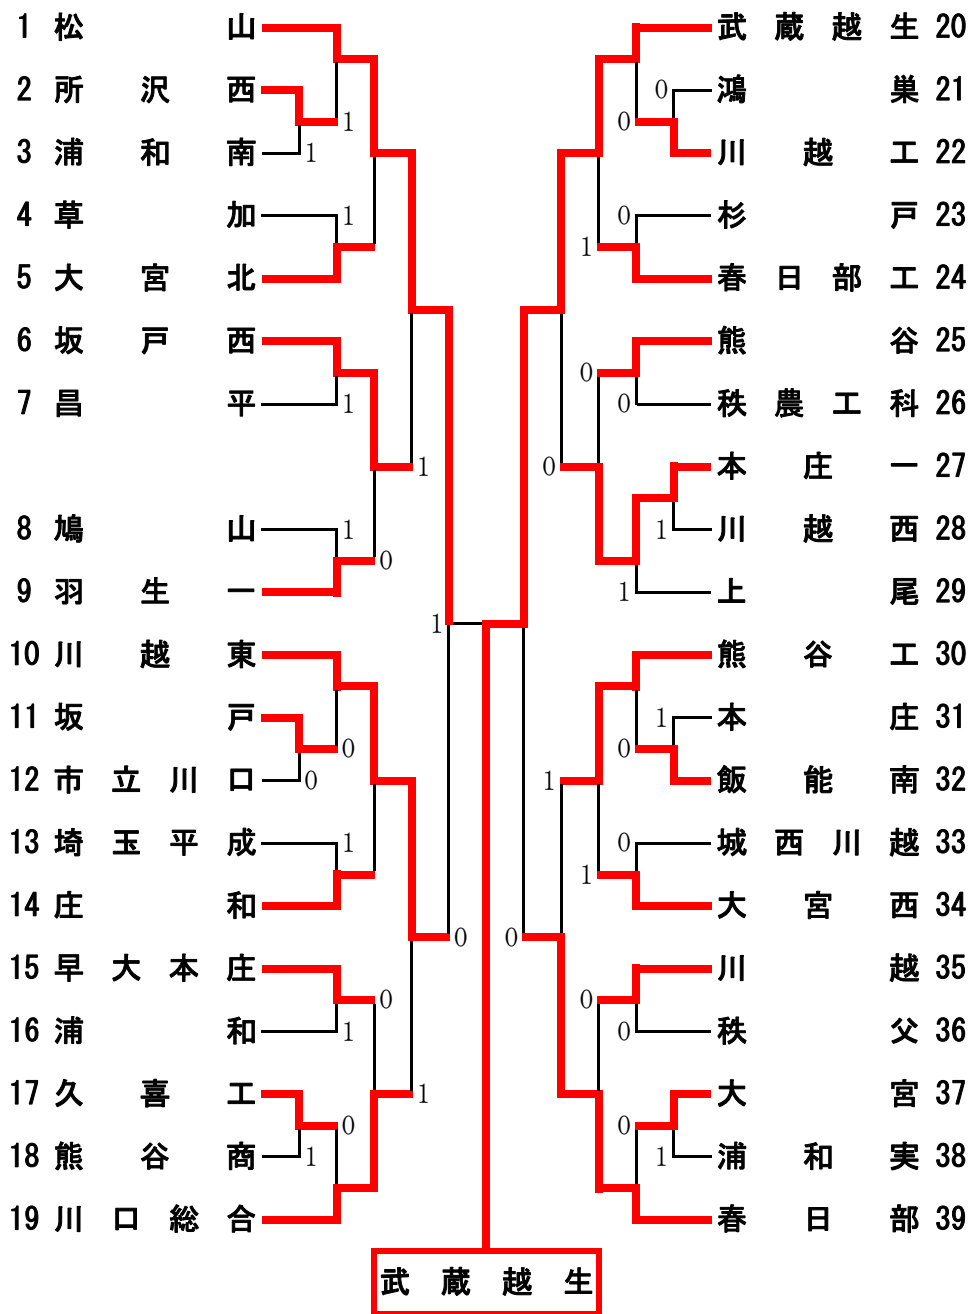 1 松山
2 所沢西
1
3 浦和南
1
4 草加
1
5 大宮北
6 坂戸西
7 昌平
1
1
8 鳩山
1
0
9 羽生一
10 川越東
11 坂戸
0
12 市立川口
0
13 埼玉平成
1
14 庄和
0
15 早大本庄
0
16 浦和
1
17 久喜工
1
0
18 熊谷商
1
19 川口総合
1
武蔵越生 20
0
鴻巣 21
0
川越工 22
0
杉戸 23
1
春日部工 24
熊谷 25
0
0
秩農工科 26
0
本庄一 27
1
川越西 28
1
上尾 29
熊谷工 30
1
本庄 31
0
飯能南 32
1
0
城西川越 33
1
大宮西 34
0
川越 35
0
0
秩父 36
大宮 37
0
1
浦和実 38
春日部 39
武蔵越生